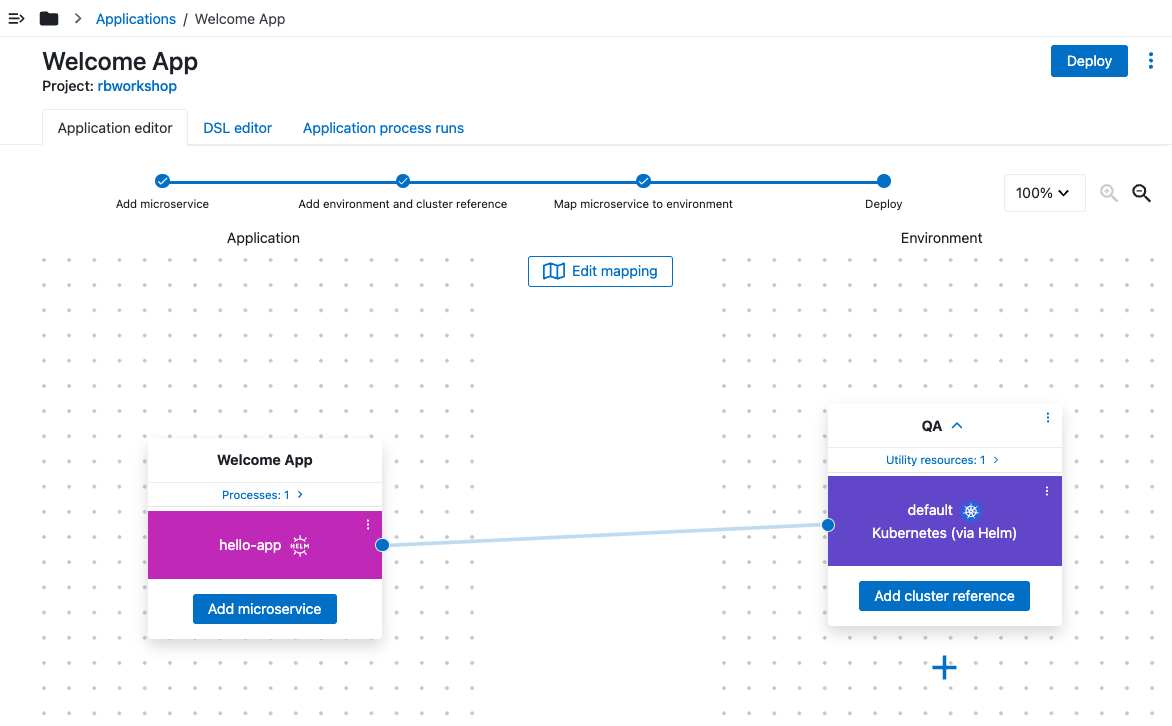 Applications / Welcome App
Welcome App
Deploy
Project: rbworkshop
Application editor
DSL editor
Application process runs
Add microservice
Add environment and cluster reference
Map microservice to environment
Deploy
100%
Application
Environment
Edit mapping
Welcome App
Processes: 1
hello-app
HELM
Add microservice
QA
Utility resources: 1
default
Kubernetes (via Helm)
Add cluster reference